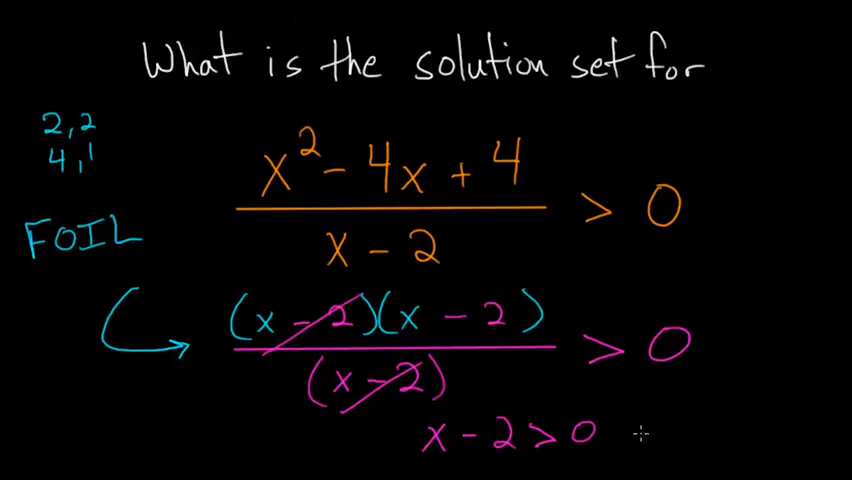 What is the solution set for
2,2
4,1
FOIL
x² - 4x + 4
x - 2
> 0
(x - 2)(x - 2)
(x - 2)
> 0
x - 2 > 0